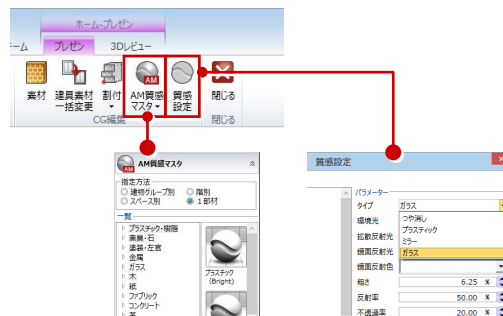 ホーム-プレゼン
ーム プレゼン 3Dレビュー
素材 建具素材 一括変更 割付 AM質感 マスタ 質感 設定 閉じる
CG編集 閉じる
AM質感マスタ
指定方法
建物グループ別 階別
スペース別 1部材
一覧
プラスチック・樹脂
窯業・石
塗装・左官
金属
ガラス
木
紙
ファブリック
コンクリート
革
プラスチック
(Bright)
質感設定
パラメーター
タイプ ガラス
環境光 つや消し
プラスティック
拡散反射光 ミラー
鏡面反射光 ガラス
鏡面反射色
粗さ 6.25 %
反射率 50.00 %
不透過率 20.00 %